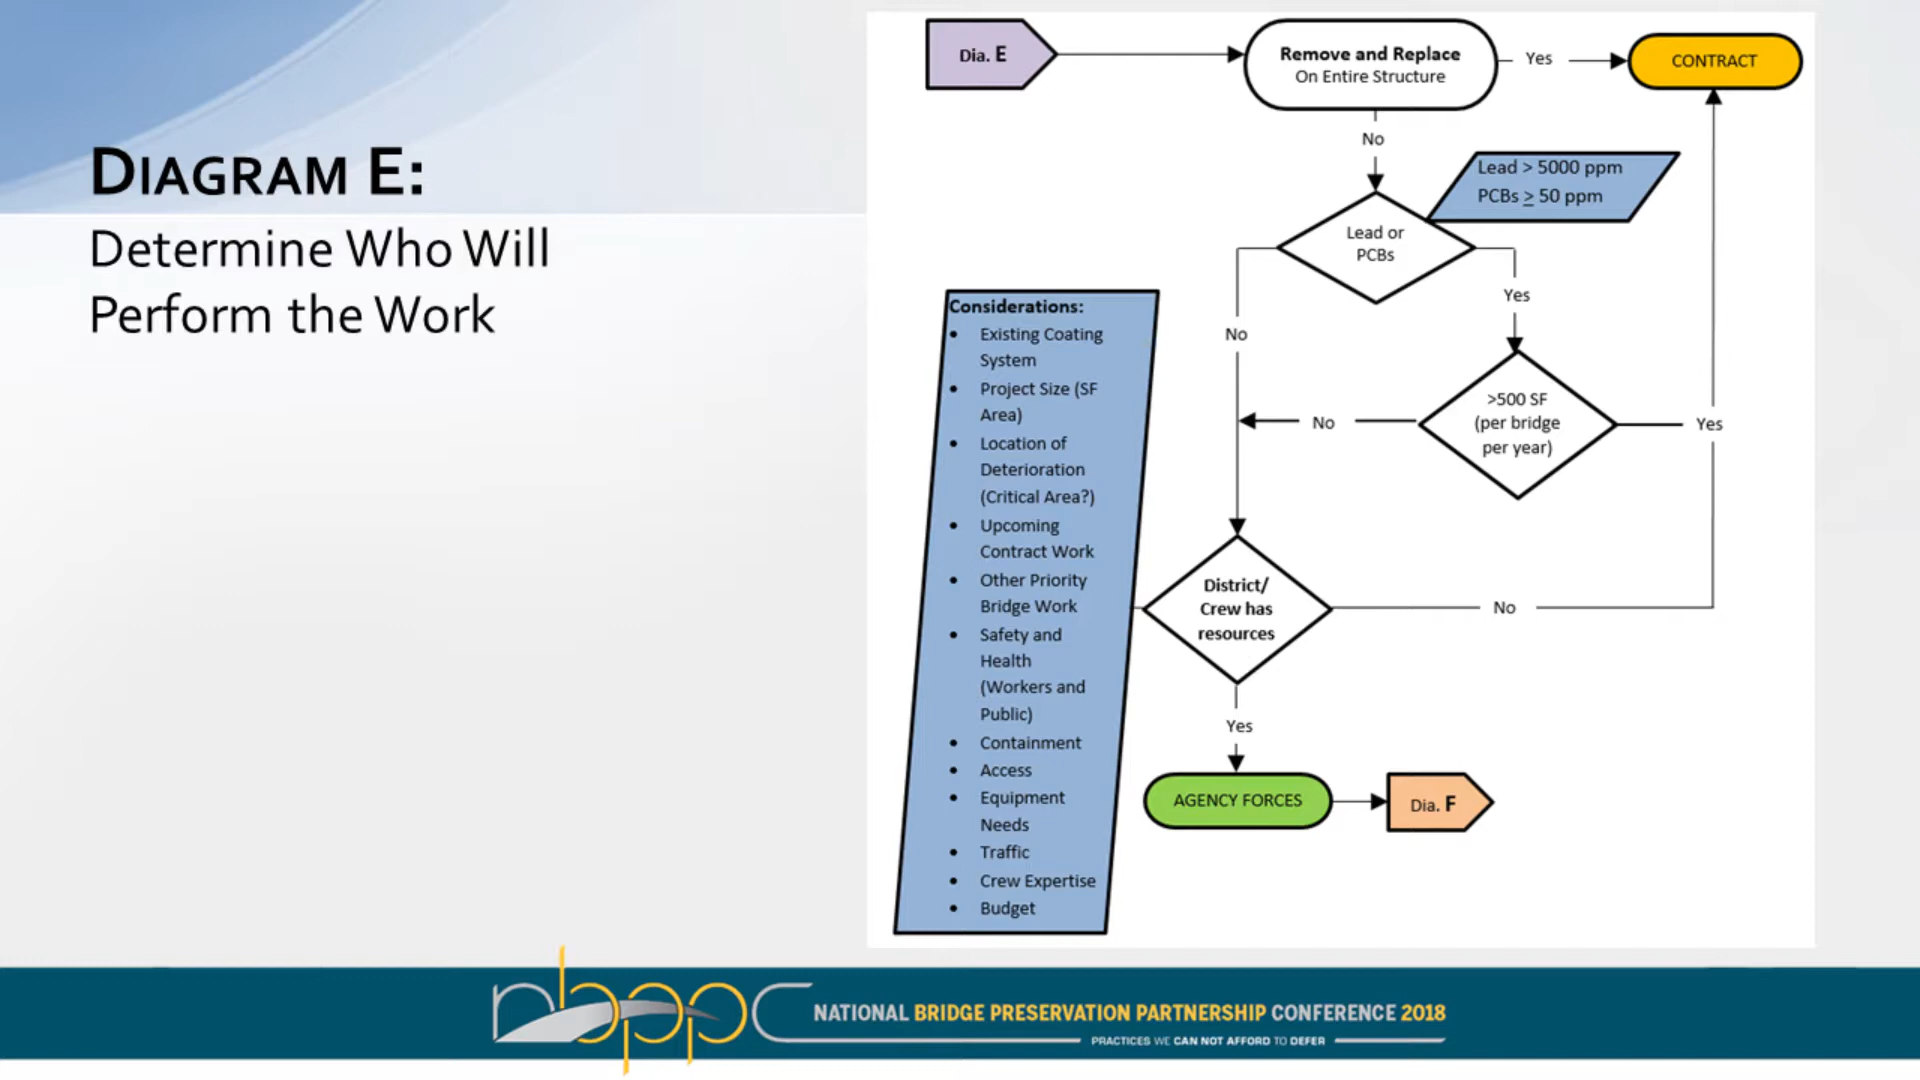 DIAGRAM E:
Determine Who Will
Perform the Work
Dia. E
Remove and Replace
On Entire Structure
Yes
CONTRACT
No
Lead > 5000 ppm
PCBs ≥ 50 ppm
Lead or
PCBs
Yes
No
>500 SF
(per bridge
per year)
No
Yes
Considerations:
• Existing Coating
System
• Project Size (SF
Area)
• Location of
Deterioration
(Critical Area?)
• Upcoming
Contract Work
• Other Priority
Bridge Work
• Safety and
Health
(Workers and
Public)
• Containment
• Access
• Equipment
Needs
• Traffic
• Crew Expertise
• Budget
District/
Crew has
resources
No
Yes
AGENCY FORCES
Dia. F
nbppc
NATIONAL BRIDGE PRESERVATION PARTNERSHIP CONFERENCE 2018
PRACTICES WE CAN NOT AFFORD TO DEFER